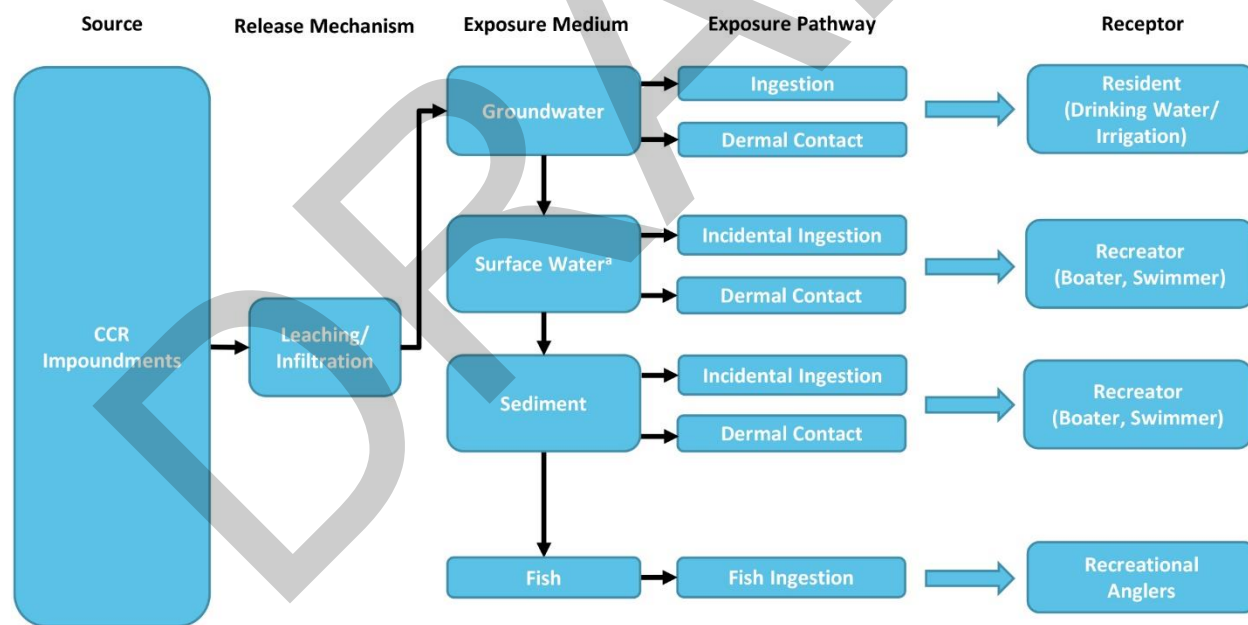 Source
Release Mechanism
Exposure Medium
Exposure Pathway
Receptor
CCR
Impoundments
Leaching/
Infiltration
Groundwater
Ingestion
Dermal Contact
Resident
(Drinking Water/
Irrigation)
Surface Waterᵃ
Incidental Ingestion
Dermal Contact
Recreator
(Boater, Swimmer)
Sediment
Incidental Ingestion
Dermal Contact
Recreator
(Boater, Swimmer)
Fish
Fish Ingestion
Recreational
Anglers